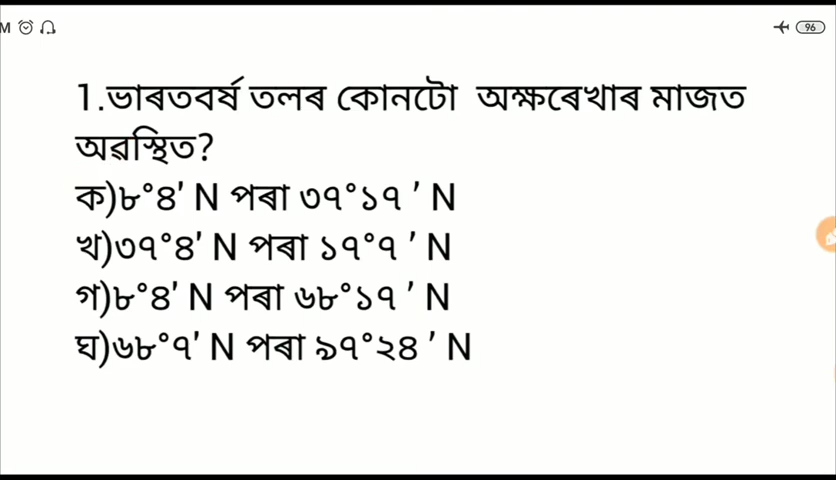 M
96
1.ভাৰতবৰ্ষ তলৰ কোনটো অক্ষৰেখাৰ মাজত
অৱস্থিত?
ক)৮°৪' N পৰা ৩৭°১৭ ’ N
খ)৩৭°৪' N পৰা ১৭°৭ ’ N
গ)৮°৪' N পৰা ৬৮°১৭ ’ N
ঘ)৬৮°৭' N পৰা ৯৭°২৪ ’ N